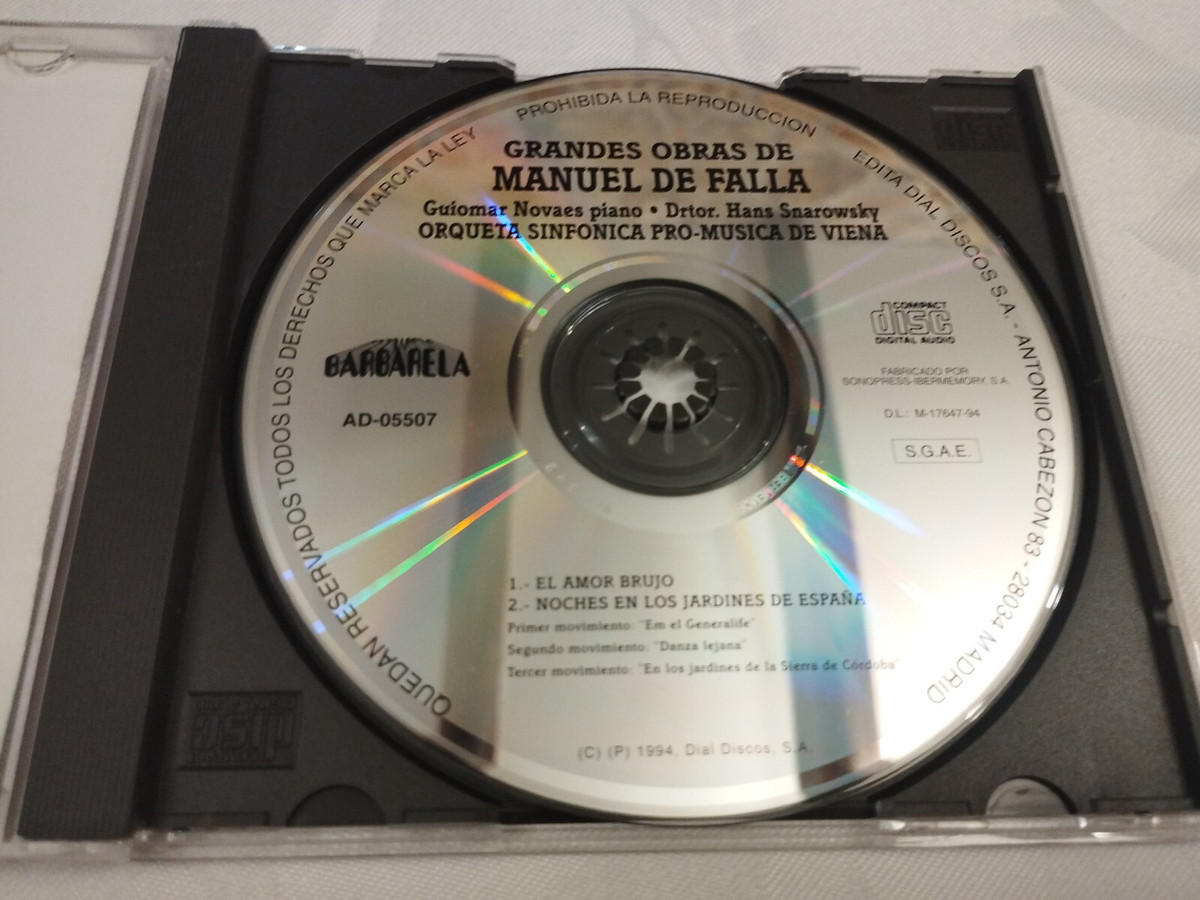 PROHIBIDA LA REPRODUCCION
EDITA DIAL DISCOS S.A. - ANTONIO CABEZON 83 - 28034 MADRID
QUEDAN RESERVADOS TODOS LOS DERECHOS QUE MARCA LA LEY
GRANDES OBRAS DE
MANUEL DE FALLA
Guiomar Novaes piano • Drtor. Hans Snarowsky
ORQUETA SINFONICA PRO-MUSICA DE VIENA
BARBARELA
AD-05507
COMPACT
disc
DIGITAL AUDIO
FABRICADO POR
SONOPRESS-IBERMEMORY, S.A.
D.L.: M-17647-94
S.G.A.E.
1.- EL AMOR BRUJO
2.- NOCHES EN LOS JARDINES DE ESPAÑA
Primer movimiento: "Em el Generalife"
Segundo movimiento: "Danza lejana"
Tercer movimiento: "En los jardines de la Sierra de Córdoba"
(C) (P) 1994, Dial Discos, S.A.
disc